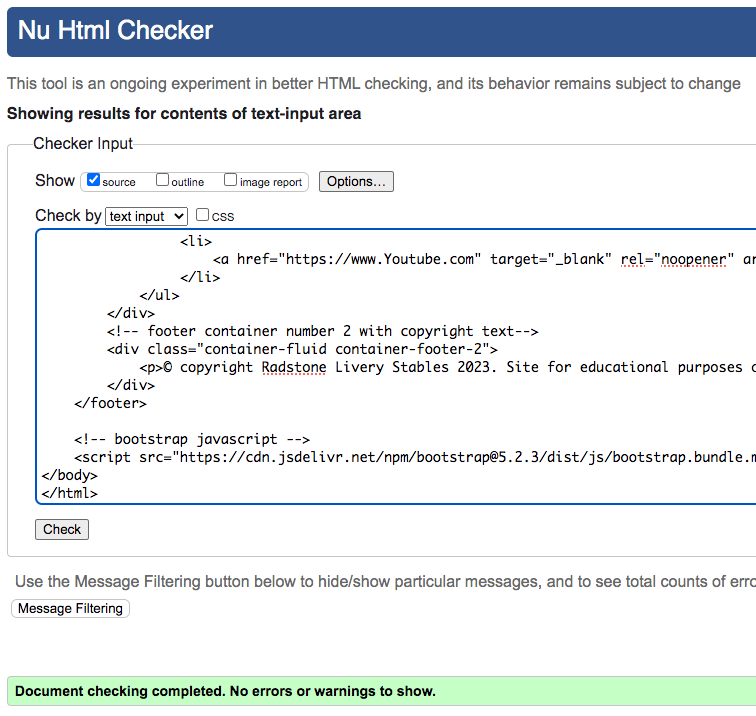 Nu Html Checker
This tool is an ongoing experiment in better HTML checking, and its behavior remains subject to change
Showing results for contents of text-input area
Checker Input
Show source outline image report Options...
Check by text input css
<li>
<a href="https://www.Youtube.com" target="_blank" rel="noopener" ar
</li>
</ul>
</div>
<!-- footer container number 2 with copyright text-->
<div class="container-fluid container-footer-2">
<p>© copyright Radstone Livery Stables 2023. Site for educational purposes o
</div>
</footer>
<!-- bootstrap javascript -->
<script src="https://cdn.jsdelivr.net/npm/bootstrap@5.2.3/dist/js/bootstrap.bundle.m
</body>
</html>
Check
Use the Message Filtering button below to hide/show particular messages, and to see total counts of erro
Message Filtering
Document checking completed. No errors or warnings to show.